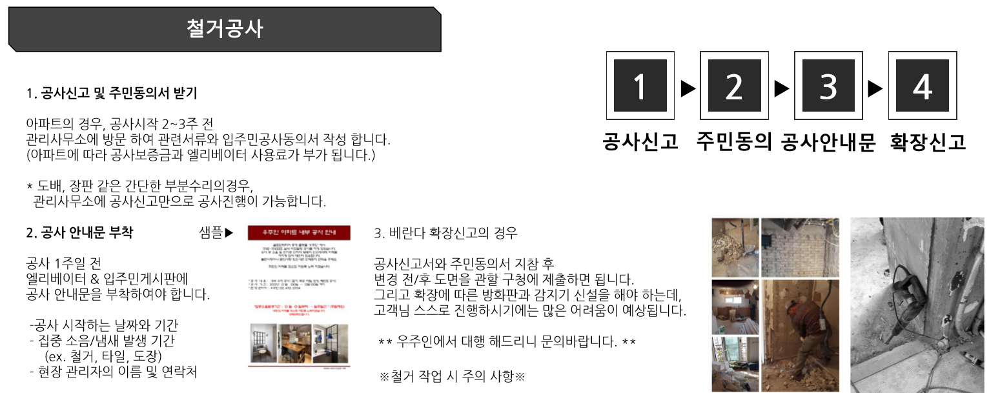 철거공사
1 ▶ 2 ▶ 3 ▶ 4
공사신고 주민동의 공사안내문 확장신고
1. 공사신고 및 주민동의서 받기
아파트의 경우, 공사시작 2~3주 전
관리사무소에 방문 하여 관련서류와 입주민공사동의서 작성 합니다.
(아파트에 따라 공사보증금과 엘리베이터 사용료가 부가 됩니다.)
* 도배, 장판 같은 간단한 부분수리의경우,
관리사무소에 공사신고만으로 공사진행이 가능합니다.
2. 공사 안내문 부착
샘플▶
공사 1주일 전
엘리베이터 & 입주민게시판에
공사 안내문을 부착하여야 합니다.
-공사 시작하는 날짜와 기간
- 집중 소음/냄새 발생 기간
(ex. 철거, 타일, 도장)
- 현장 관리자의 이름 및 연락처
우주인 아파트 내부 공사 안내
3. 베란다 확장신고의 경우
공사신고서와 주민동의서 지참 후
변경 전/후 도면을 관할 구청에 제출하면 됩니다.
그리고 확장에 따른 방화판과 감지기 신설을 해야 하는데,
고객님 스스로 진행하시기에는 많은 어려움이 예상됩니다.
** 우주인에서 대행 해드리니 문의바랍니다. **
※철거 작업 시 주의 사항※